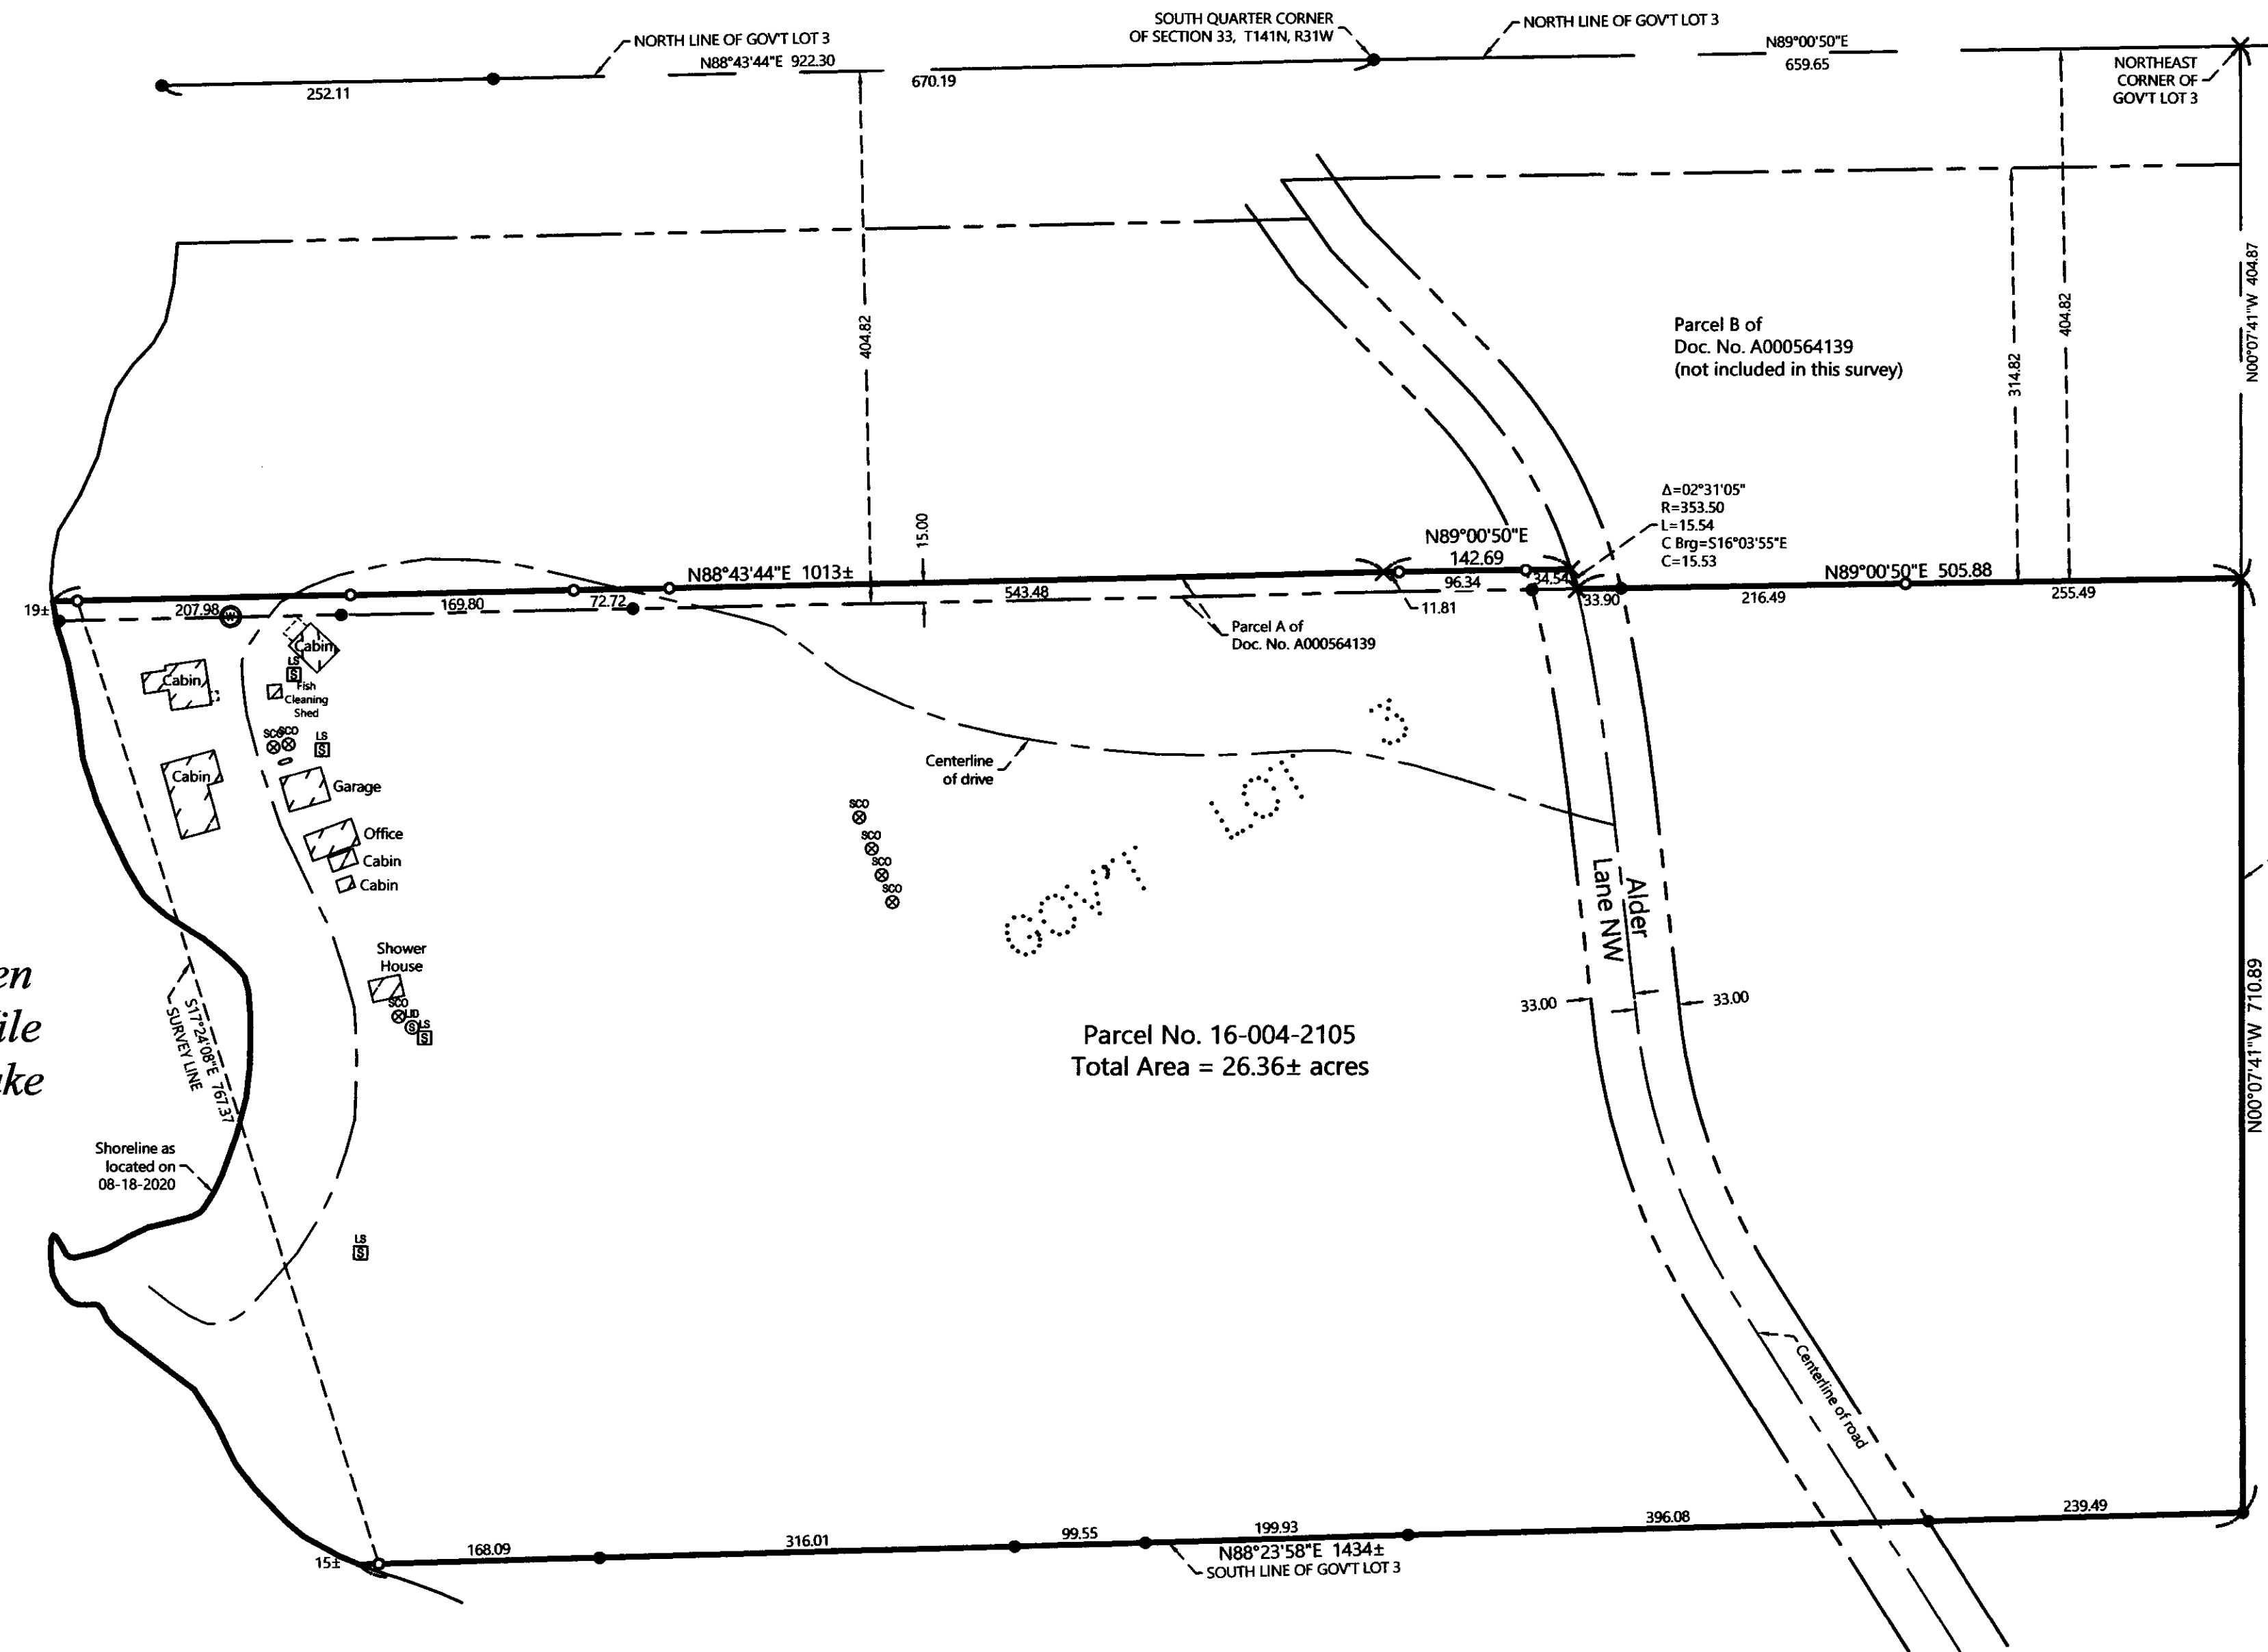 SOUTH QUARTER CORNER
OF SECTION 33, T141N, R31W
NORTH LINE OF GOV'T LOT 3
NORTH LINE OF GOV'T LOT 3
N88°43'44"E 922.30
N89°00'50"E
659.65
252.11
670.19
NORTHEAST
CORNER OF
GOV'T LOT 3
N00°07'41"W 404.87
404.82
404.82
314.82
Parcel B of
Doc. No. A000564139
(not included in this survey)
Δ=02°31'05"
R=353.50
L=15.54
C Brg=S16°03'55"E
C=15.53
15.00
N89°00'50"E
142.69
N88°43'44"E 1013±
N89°00'50"E 505.88
19±
207.98
W
169.80
72.72
543.48
96.34
34.54
11.81
33.90
216.49
255.49
Parcel A of
Doc. No. A000564139
Cabin
LS
S
Cabin
Fish
Cleaning
Shed
SCO
SCO
LS
S
Cabin
Garage
Office
Cabin
Cabin
Centerline
of drive
SCO
SCO
SCO
SCO
GOV'T LOT 3
Alder
Lane NW
Shower
House
SCO
LID
S
LS
S
en
ile
ke
S17°24'08"E 767.37
SURVEY LINE
33.00
33.00
N00°07'41"W 710.89
Parcel No. 16-004-2105
Total Area = 26.36± acres
Shoreline as
located on
08-18-2020
LS
S
Centerline of road
15±
168.09
316.01
99.55
199.93
396.08
239.49
N88°23'58"E 1434±
SOUTH LINE OF GOV'T LOT 3